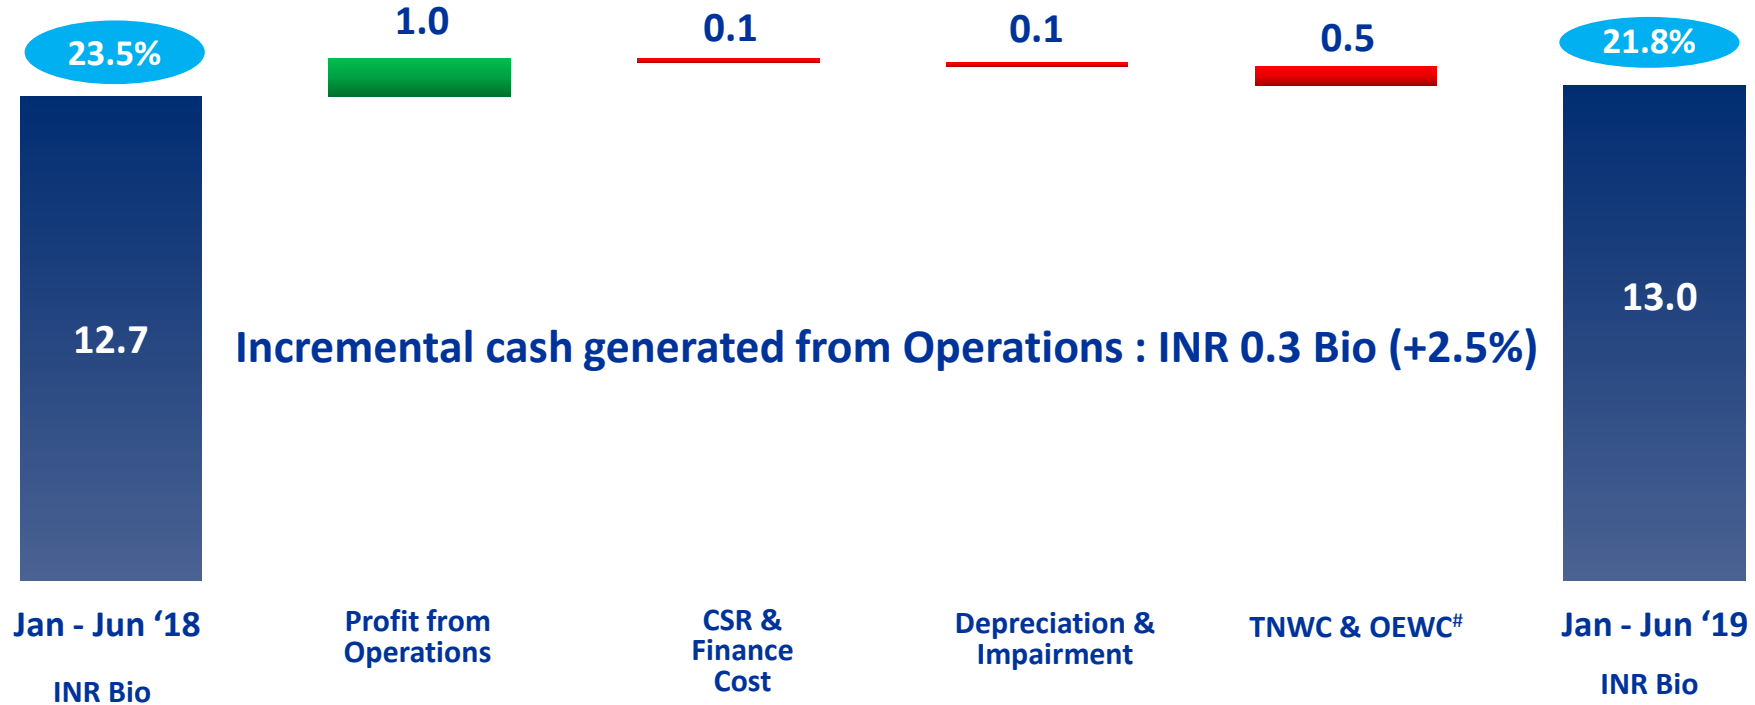 23.5%
1.0
0.1
0.1
0.5
21.8%
12.7
13.0
Incremental cash generated from Operations : INR 0.3 Bio (+2.5%)
Jan - Jun ‘18
INR Bio
Profit from
Operations
CSR &
Finance
Cost
Depreciation &
Impairment
TNWC & OEWC#
Jan - Jun ‘19
INR Bio